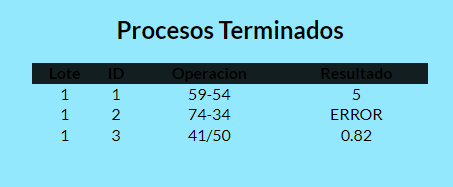 Procesos Terminados
Lote ID Operacion Resultado
1 1 59-54 5
1 2 74-34 ERROR
1 3 41/50 0.82